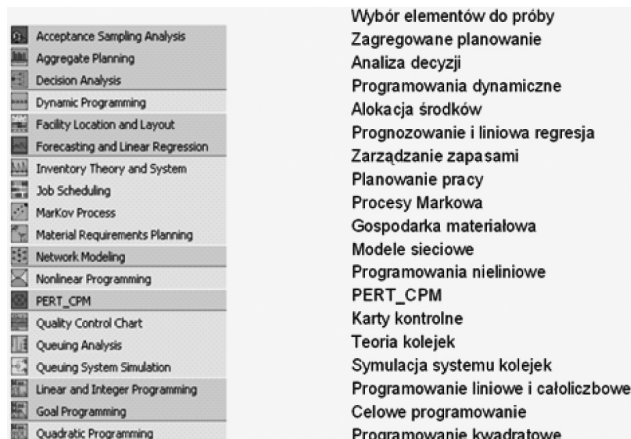 Acceptance Sampling Analysis
Aggregate Planning
Decision Analysis
Dynamic Programming
Facility Location and Layout
Forecasting and Linear Regression
Inventory Theory and System
Job Scheduling
MarKov Process
Material Requirements Planning
Network Modeling
Nonlinear Programming
PERT_CPM
Quality Control Chart
Queuing Analysis
Queuing System Simulation
Linear and Integer Programming
Goal Programming
Quadratic Programming
Wybór elementów do próby
Zagregowane planowanie
Analiza decyzji
Programowania dynamiczne
Alokacja środków
Prognozowanie i liniowa regresja
Zarządzanie zapasami
Planowanie pracy
Procesy Markowa
Gospodarka materiałowa
Modele sieciowe
Programowania nieliniowe
PERT_CPM
Karty kontrolne
Teoria kolejek
Symulacja systemu kolejek
Programowanie liniowe i całoliczbowe
Celowe programowanie
Programowanie kwadratowe